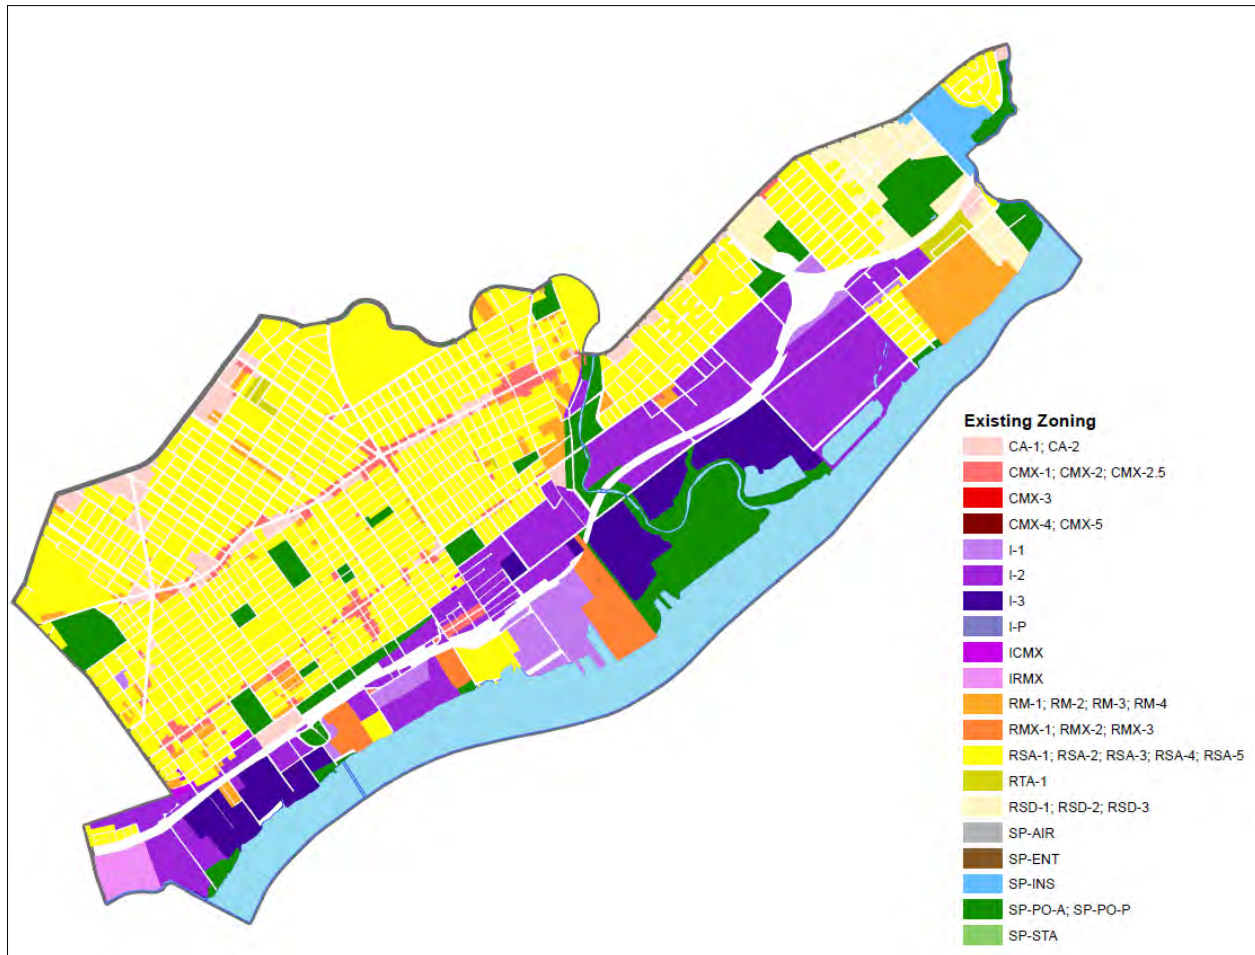 Existing Zoning
CA-1; CA-2
CMX-1; CMX-2; CMX-2.5
CMX-3
CMX-4; CMX-5
I-1
I-2
I-3
I-P
ICMX
IRMX
RM-1; RM-2; RM-3; RM-4
RMX-1; RMX-2; RMX-3
RSA-1; RSA-2; RSA-3; RSA-4; RSA-5
RTA-1
RSD-1; RSD-2; RSD-3
SP-AIR
SP-ENT
SP-INS
SP-PO-A; SP-PO-P
SP-STA